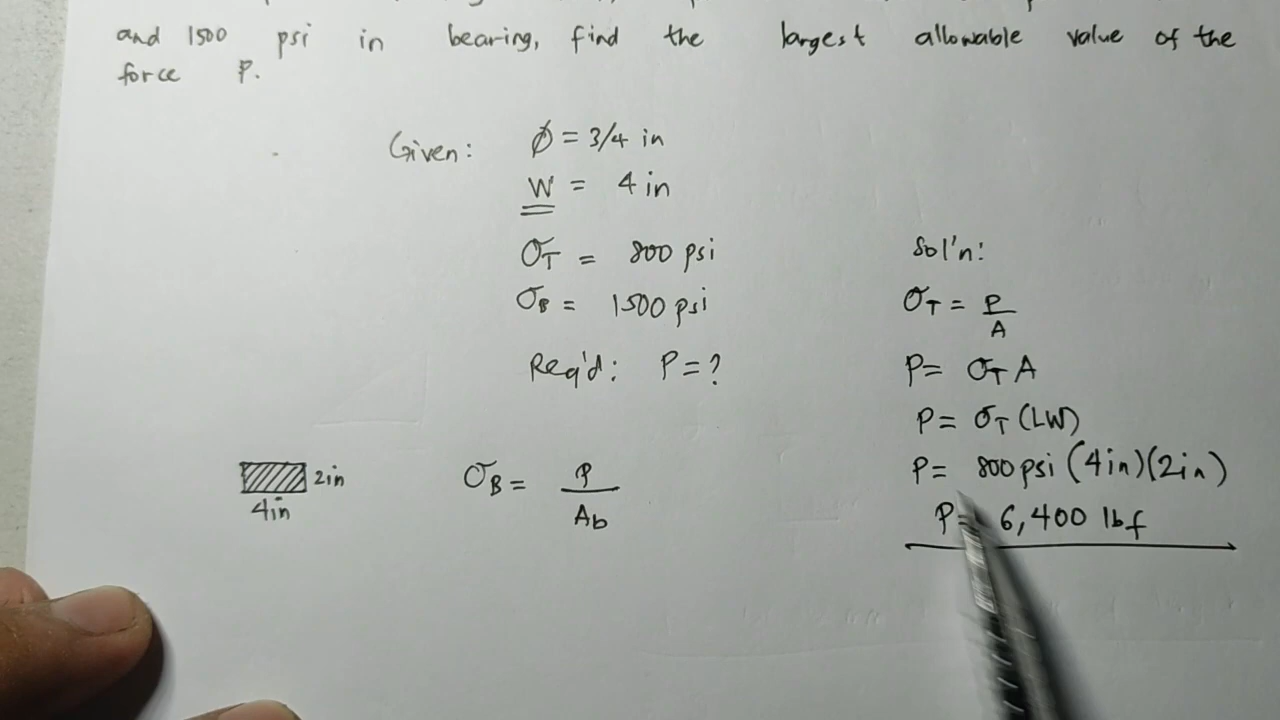 and 1500 psi in bearing, find the largest allowable value of the
force P.
Given: ϕ = 3/4 in
W = 4 in
σT = 800 psi
σB = 1500 psi
Req'd: P = ?
2in
4in
σB = P/Ab
Sol'n:
σT = P/A
P = σT A
P = σT (LW)
P = 800 psi (4in)(2in)
P = 6,400 lbf